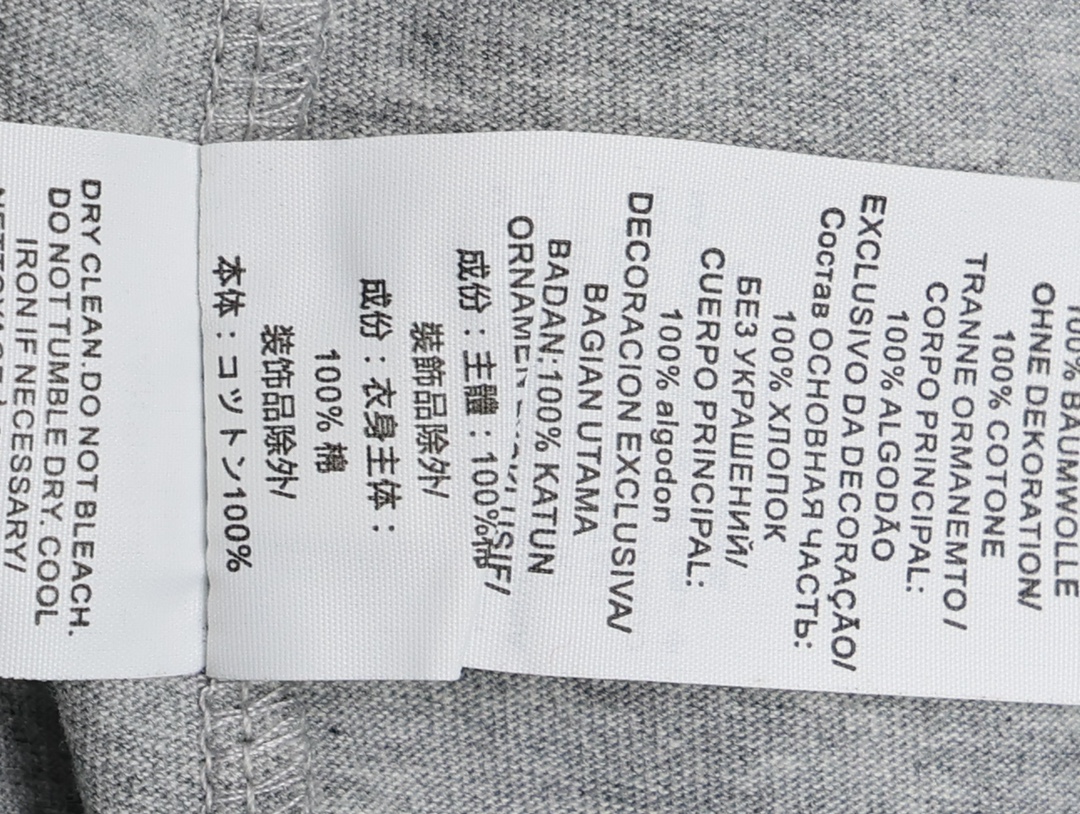 100% BAUMWOLLE
OHNE DEKORATION/
100% COTONE
TRANNE ORMANEMTO/
CORPO PRINCIPAL:
100% ALGODÃO
EXCLUSIVO DA DECORAÇÃO/
Состав ОСНОВНАЯ ЧАСТЬ:
100% ХЛОПОК
БЕЗ УКРАШЕНИЙ/
CUERPO PRINCIPAL:
100% algodon
DECORACION EXCLUSIVA/
BAGIAN UTAMA
BADAN:100% KATUN
成份：主體：100%棉
裝飾品除外/
成份：衣身主体：
100% 棉
装饰品除外/
本体：コットン100%
DRY CLEAN.DO NOT BLEACH.
DO NOT TUMBLE DRY. COOL
IRON IF NECESSARY/